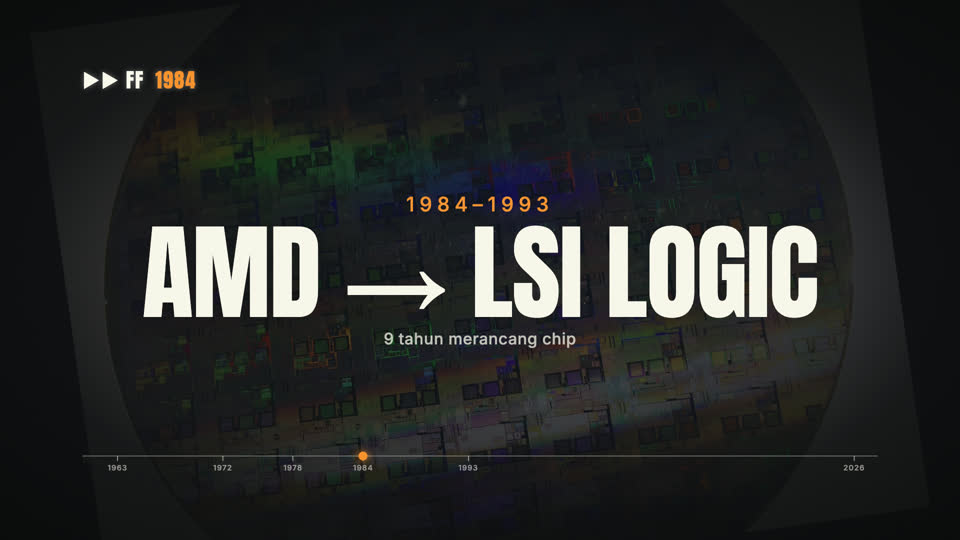 ▶▶ FF 1984
1984–1993
AMD → LSI LOGIC
9 tahun merancang chip
1963 1972 1978 1984 1993 2026